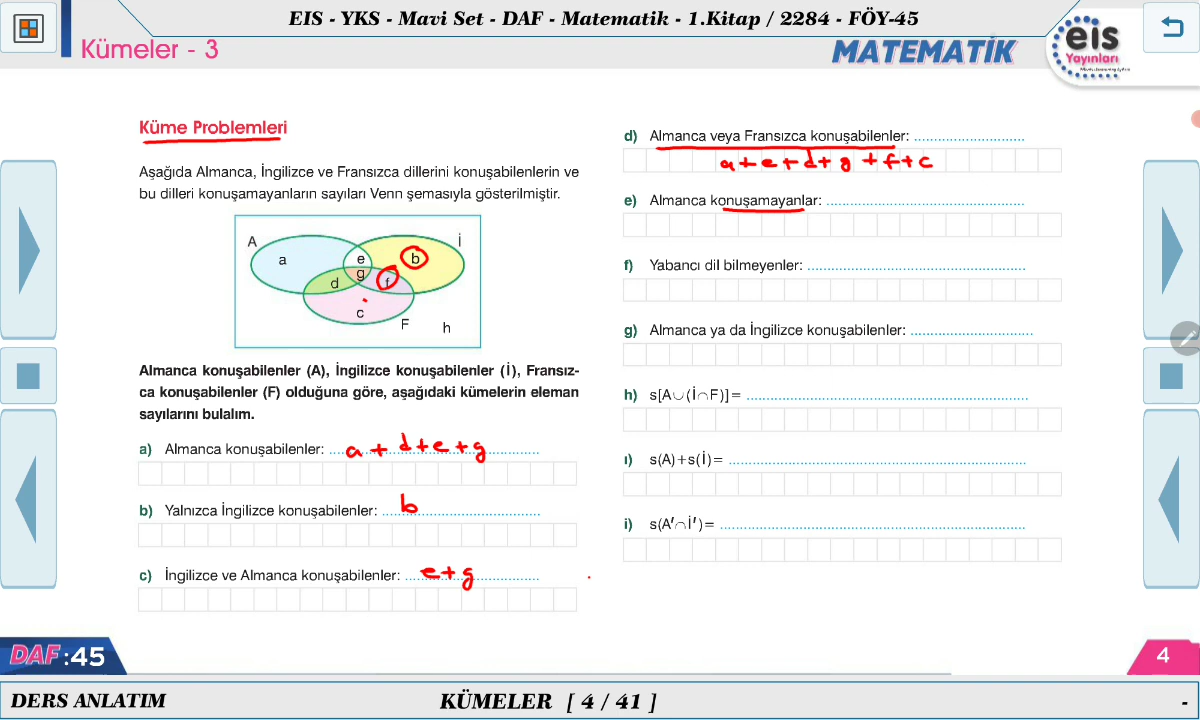 EIS - YKS - Mavi Set - DAF - Matematik - 1.Kitap / 2284 - FÖY-45
Kümeler - 3
MATEMATİK
eis
Yayınları
Küme Problemleri
Aşağıda Almanca, İngilizce ve Fransızca dillerini konuşabilenlerin ve
bu dilleri konuşamayanların sayıları Venn şemasıyla gösterilmiştir.
A
İ
a
e
b
g
d
f
c
F
h
Almanca konuşabilenler (A), İngilizce konuşabilenler (İ), Fransız-
ca konuşabilenler (F) olduğuna göre, aşağıdaki kümelerin eleman
sayılarını bulalım.
a) Almanca konuşabilenler: a + d + e + g
b) Yalnızca İngilizce konuşabilenler: b
c) İngilizce ve Almanca konuşabilenler: e + g
d) Almanca veya Fransızca konuşabilenler:
a + e + d + g + f + c
e) Almanca konuşamayanlar:
f) Yabancı dil bilmeyenler:
g) Almanca ya da İngilizce konuşabilenler:
h) s[A∪(İ∩F)]=
ı) s(A)+s(İ)=
i) s(A′∩İ′)=
DAF:45
4
DERS ANLATIM
KÜMELER [ 4 / 41 ]
-